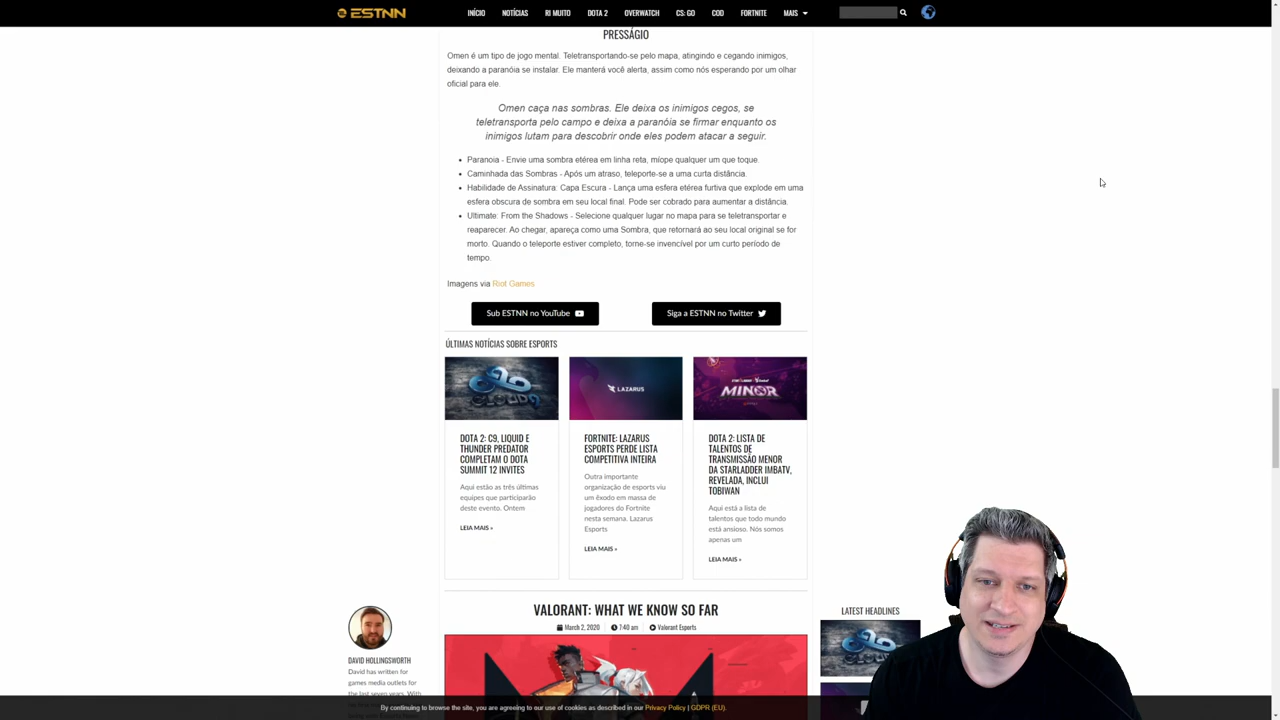 ESTNN
INÍCIO NOTÍCIAS RI MUITO DOTA 2 OVERWATCH CS: GO COD FORTNITE MAIS
PRESSÁGIO
Omen é um tipo de jogo mental. Teletransportando-se pelo mapa, atingindo e cegando inimigos,
deixando a paranóia se instalar. Ele manterá você alerta, assim como nós esperando por um olhar
oficial para ele.
Omen caça nas sombras. Ele deixa os inimigos cegos, se
teletransporta pelo campo e deixa a paranóia se firmar enquanto os
inimigos lutam para descobrir onde eles podem atacar a seguir.
• Paranoia - Envie uma sombra etérea em linha reta, míope qualquer um que toque.
• Caminhada das Sombras - Após um atraso, teleporte-se a uma curta distância.
• Habilidade de Assinatura: Capa Escura - Lança uma esfera etérea furtiva que explode em uma
esfera obscura de sombra em seu local final. Pode ser cobrado para aumentar a distância.
• Ultimate: From the Shadows - Selecione qualquer lugar no mapa para se teletransportar e
reaparecer. Ao chegar, apareça como uma Sombra, que retornará ao seu local original se for
morto. Quando o teleporte estiver completo, torne-se invencível por um curto período de
tempo.
Imagens via Riot Games
Sub ESTNN no YouTube
Siga a ESTNN no Twitter
ÚLTIMAS NOTÍCIAS SOBRE ESPORTS
CLOUD9
LAZARUS
MINOR
DOTA 2: C9, LIQUID E
THUNDER PREDATOR
COMPLETAM O DOTA
SUMMIT 12 INVITES
Aqui estão as três últimas
equipes que participarão
deste evento. Ontem
LEIA MAIS »
FORTNITE: LAZARUS
ESPORTS PERDE LISTA
COMPETITIVA INTEIRA
Outra importante
organização de esports viu
um êxodo em massa de
jogadores do Fortnite
nesta semana. Lazarus
Esports
LEIA MAIS »
DOTA 2: LISTA DE
TALENTOS DE
TRANSMISSÃO MENOR
DA STARLADDER IMBATV,
REVELADA, INCLUI
TOBIWAN
Aqui está a lista de
talentos que todo mundo
está ansioso. Nós somos
apenas um
LEIA MAIS »
VALORANT: WHAT WE KNOW SO FAR
March 2, 2020 7:40 am Valorant Esports
DAVID HOLLINGSWORTH
David has written for
games media outlets for
the last seven years. With
LATEST HEADLINES
By continuing to browse the site, you are agreeing to our use of cookies as described in our Privacy Policy | GDPR (EU).